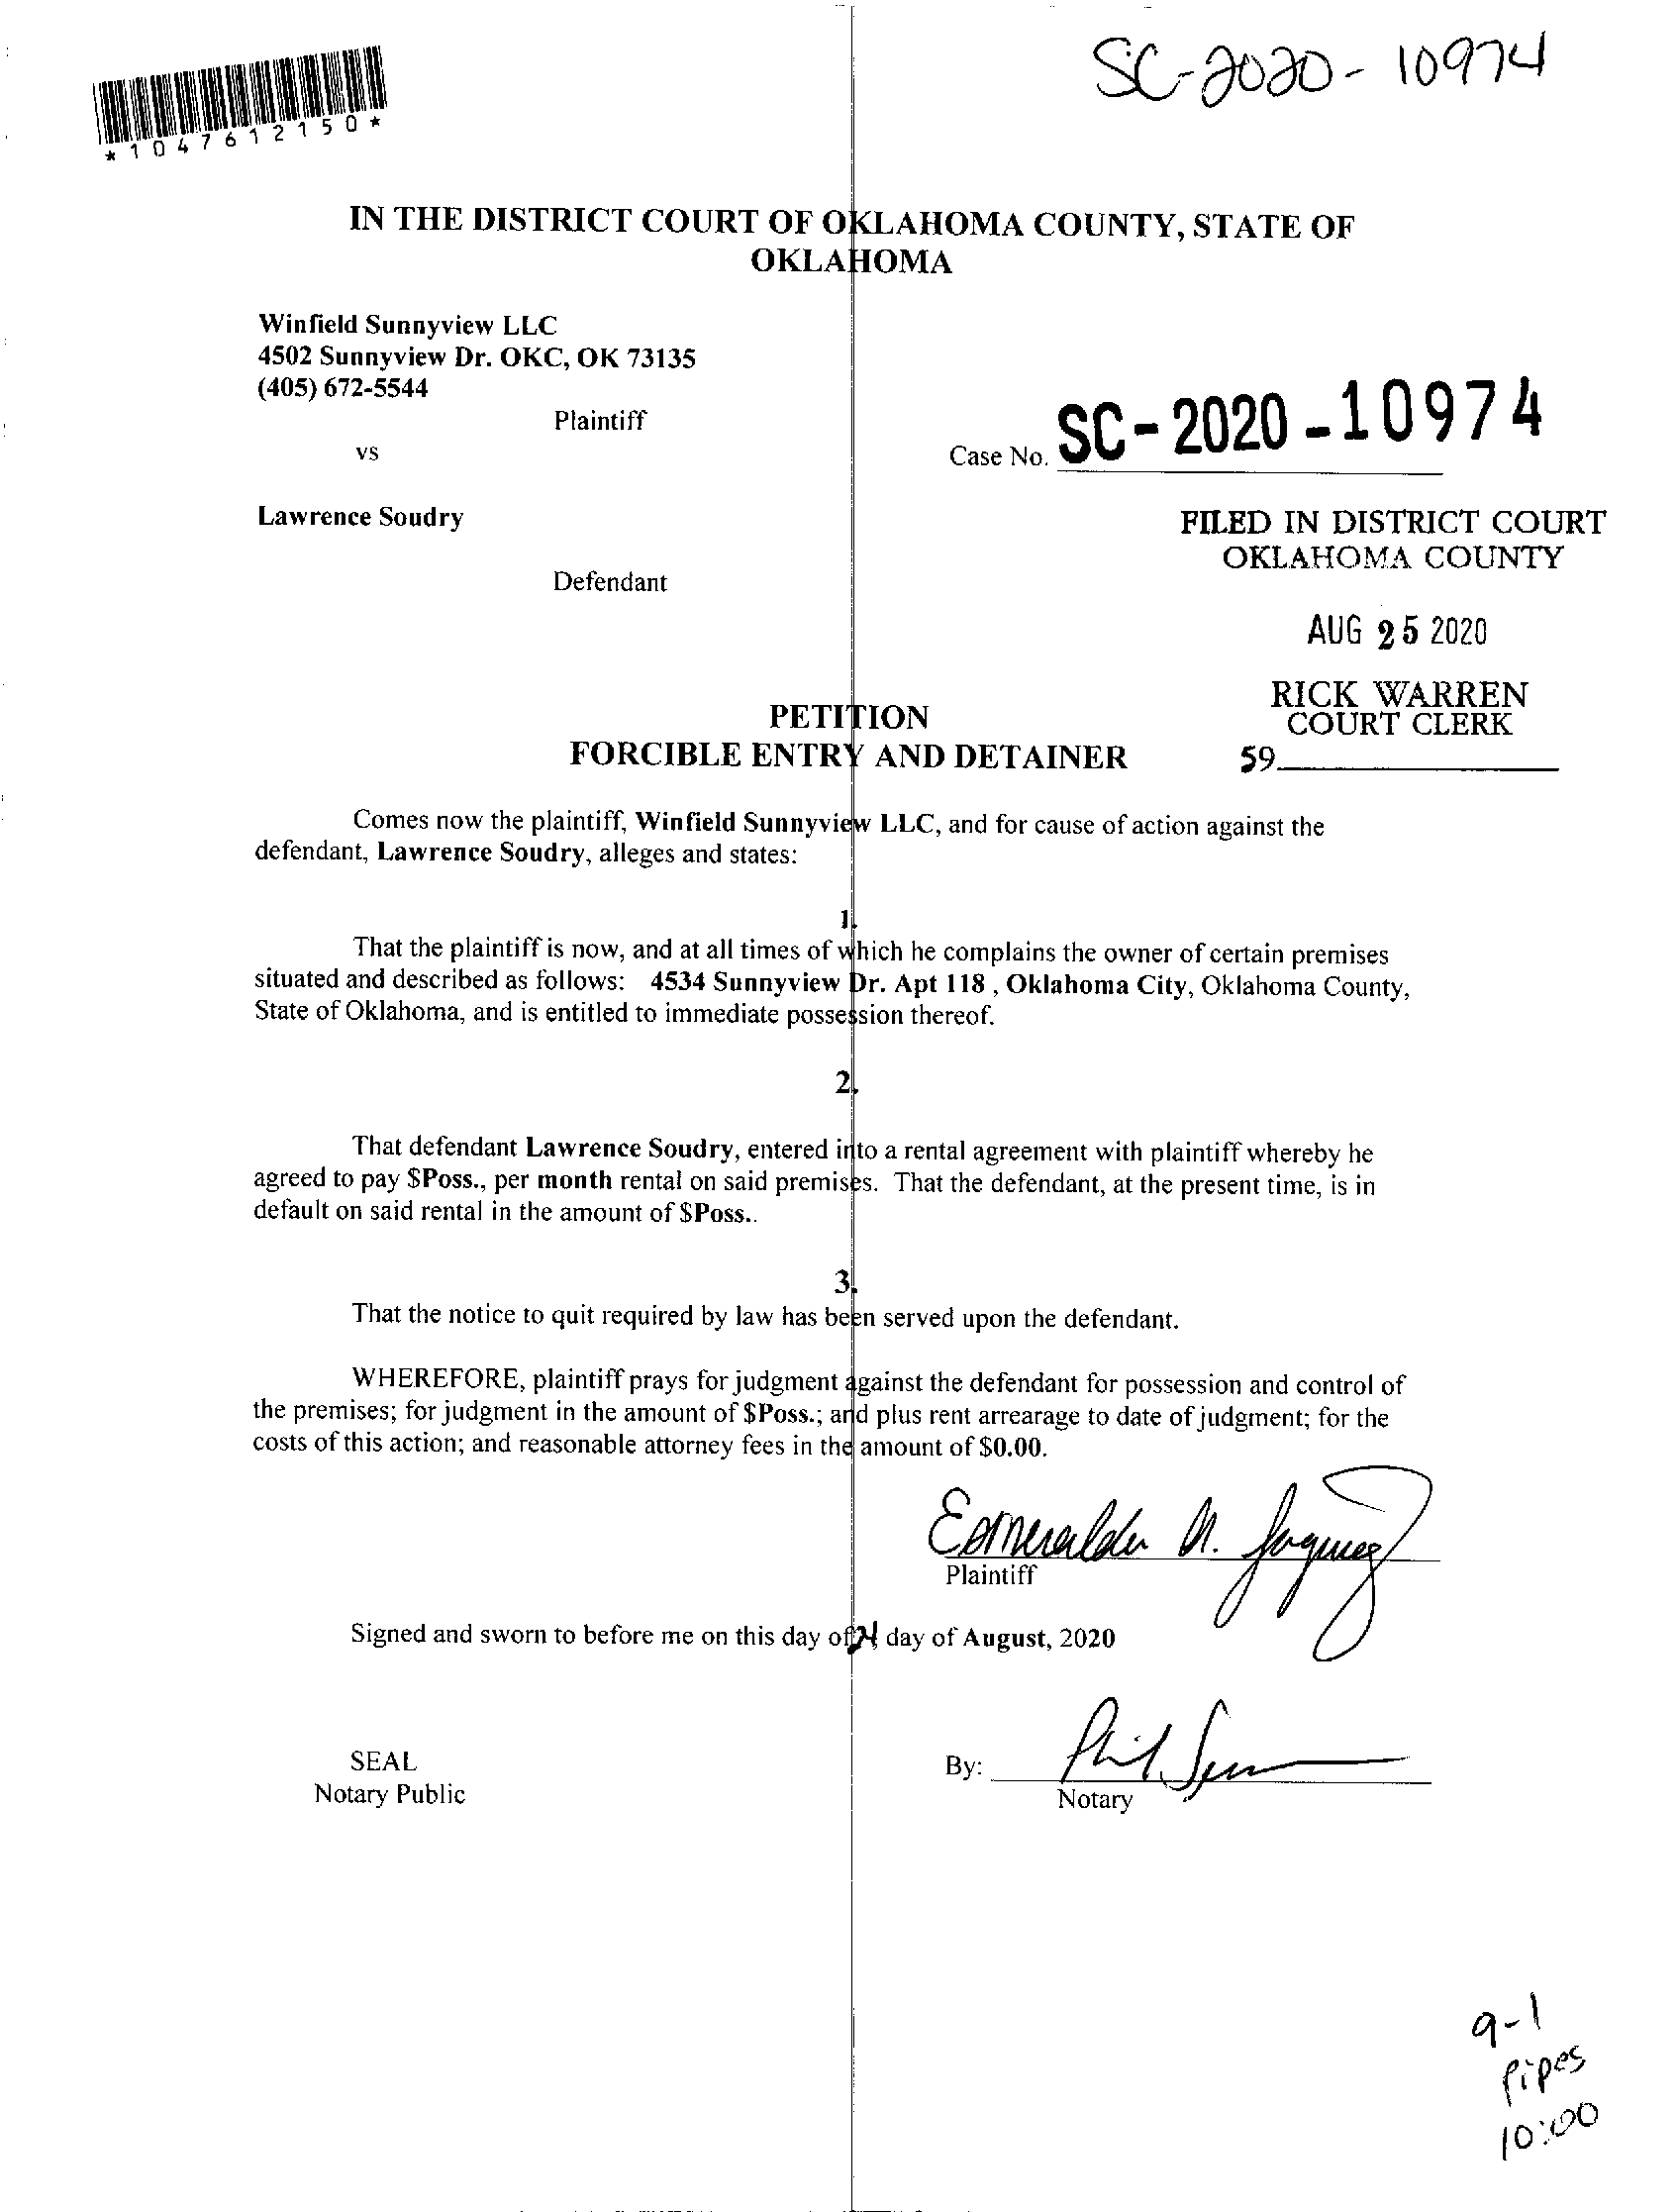 SC-2020-10974
*1047612150*
IN THE DISTRICT COURT OF OKLAHOMA COUNTY, STATE OF
OKLAHOMA
Winfield Sunnyview LLC
4502 Sunnyview Dr. OKC, OK 73135
(405) 672-5544
Plaintiff
vs
Case No. SC-2020-10974
Lawrence Soudry
FILED IN DISTRICT COURT
OKLAHOMA COUNTY
Defendant
AUG 25 2020
RICK WARREN
COURT CLERK
59
PETITION
FORCIBLE ENTRY AND DETAINER
Comes now the plaintiff, Winfield Sunnyview LLC, and for cause of action against the
defendant, Lawrence Soudry, alleges and states:
1.
That the plaintiff is now, and at all times of which he complains the owner of certain premises
situated and described as follows: 4534 Sunnyview Dr. Apt 118 , Oklahoma City, Oklahoma County,
State of Oklahoma, and is entitled to immediate possession thereof.
2.
That defendant Lawrence Soudry, entered into a rental agreement with plaintiff whereby he
agreed to pay $Poss., per month rental on said premises. That the defendant, at the present time, is in
default on said rental in the amount of $Poss..
3.
That the notice to quit required by law has been served upon the defendant.
WHEREFORE, plaintiff prays for judgment against the defendant for possession and control of
the premises; for judgment in the amount of $Poss.; and plus rent arrearage to date of judgment; for the
costs of this action; and reasonable attorney fees in the amount of $0.00.
Esmeralda N. Jaquez
Plaintiff
Signed and sworn to before me on this day of 24 day of August, 2020
SEAL
By:
Notary Public
Notary
9-1
Pipes
10:00